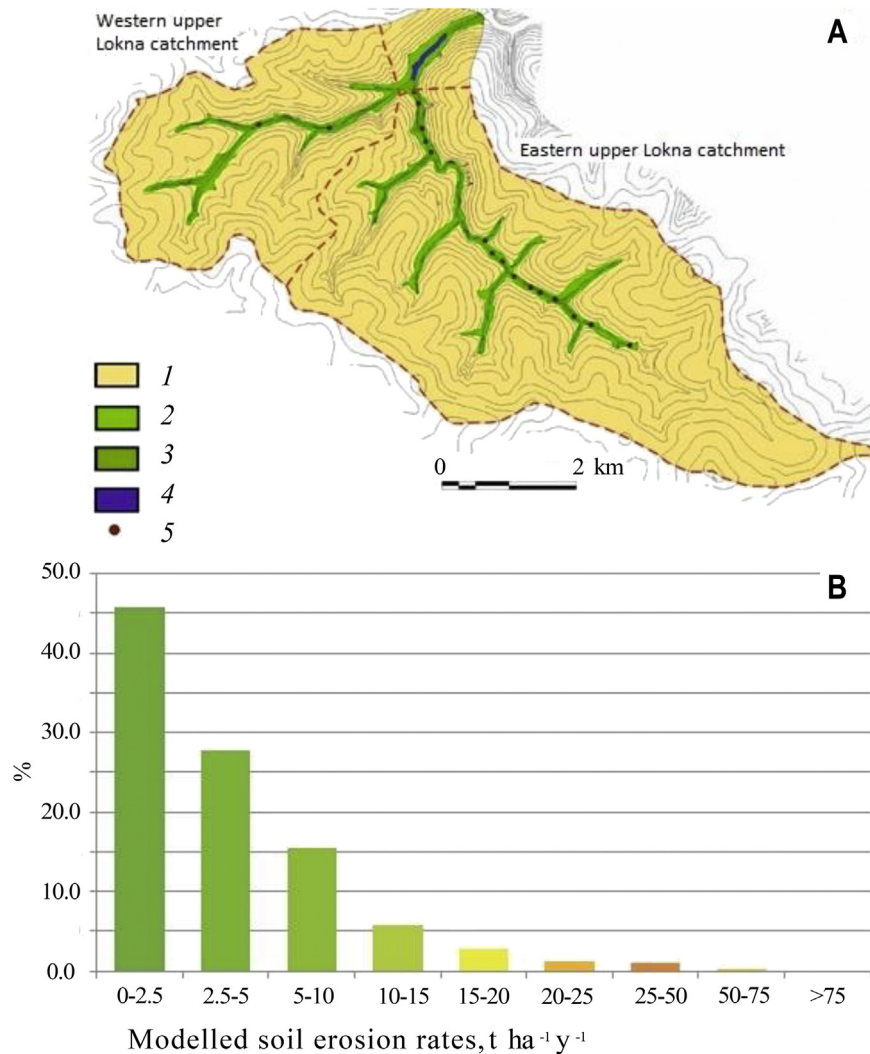 Western upper
Lokna catchment
A
Eastern upper Lokna catchment
1
2
3
4
5
0 2 km
B
50.0
40.0
30.0
20.0
10.0
0.0
%
0-2.5 2.5-5 5-10 10-15 15-20 20-25 25-50 50-75 >75
Modelled soil erosion rates, t ha⁻¹ y⁻¹